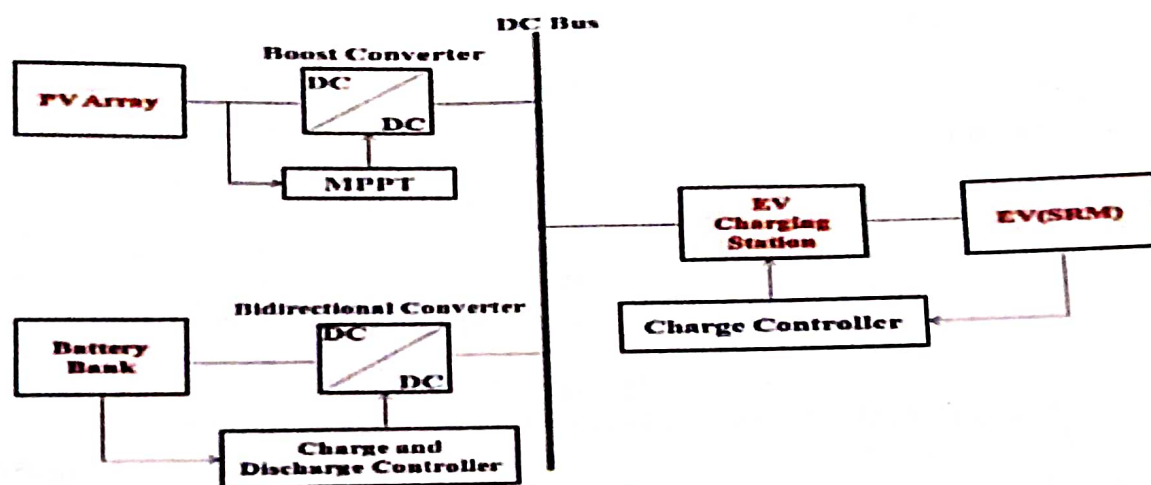 DC Bus
Boost Converter
PV Array
DC
DC
MPPT
EV
Charging
Station
EV(SRM)
Charge Controller
Bidirectional Converter
Battery
Bank
DC
DC
Charge and
Discharge Controller